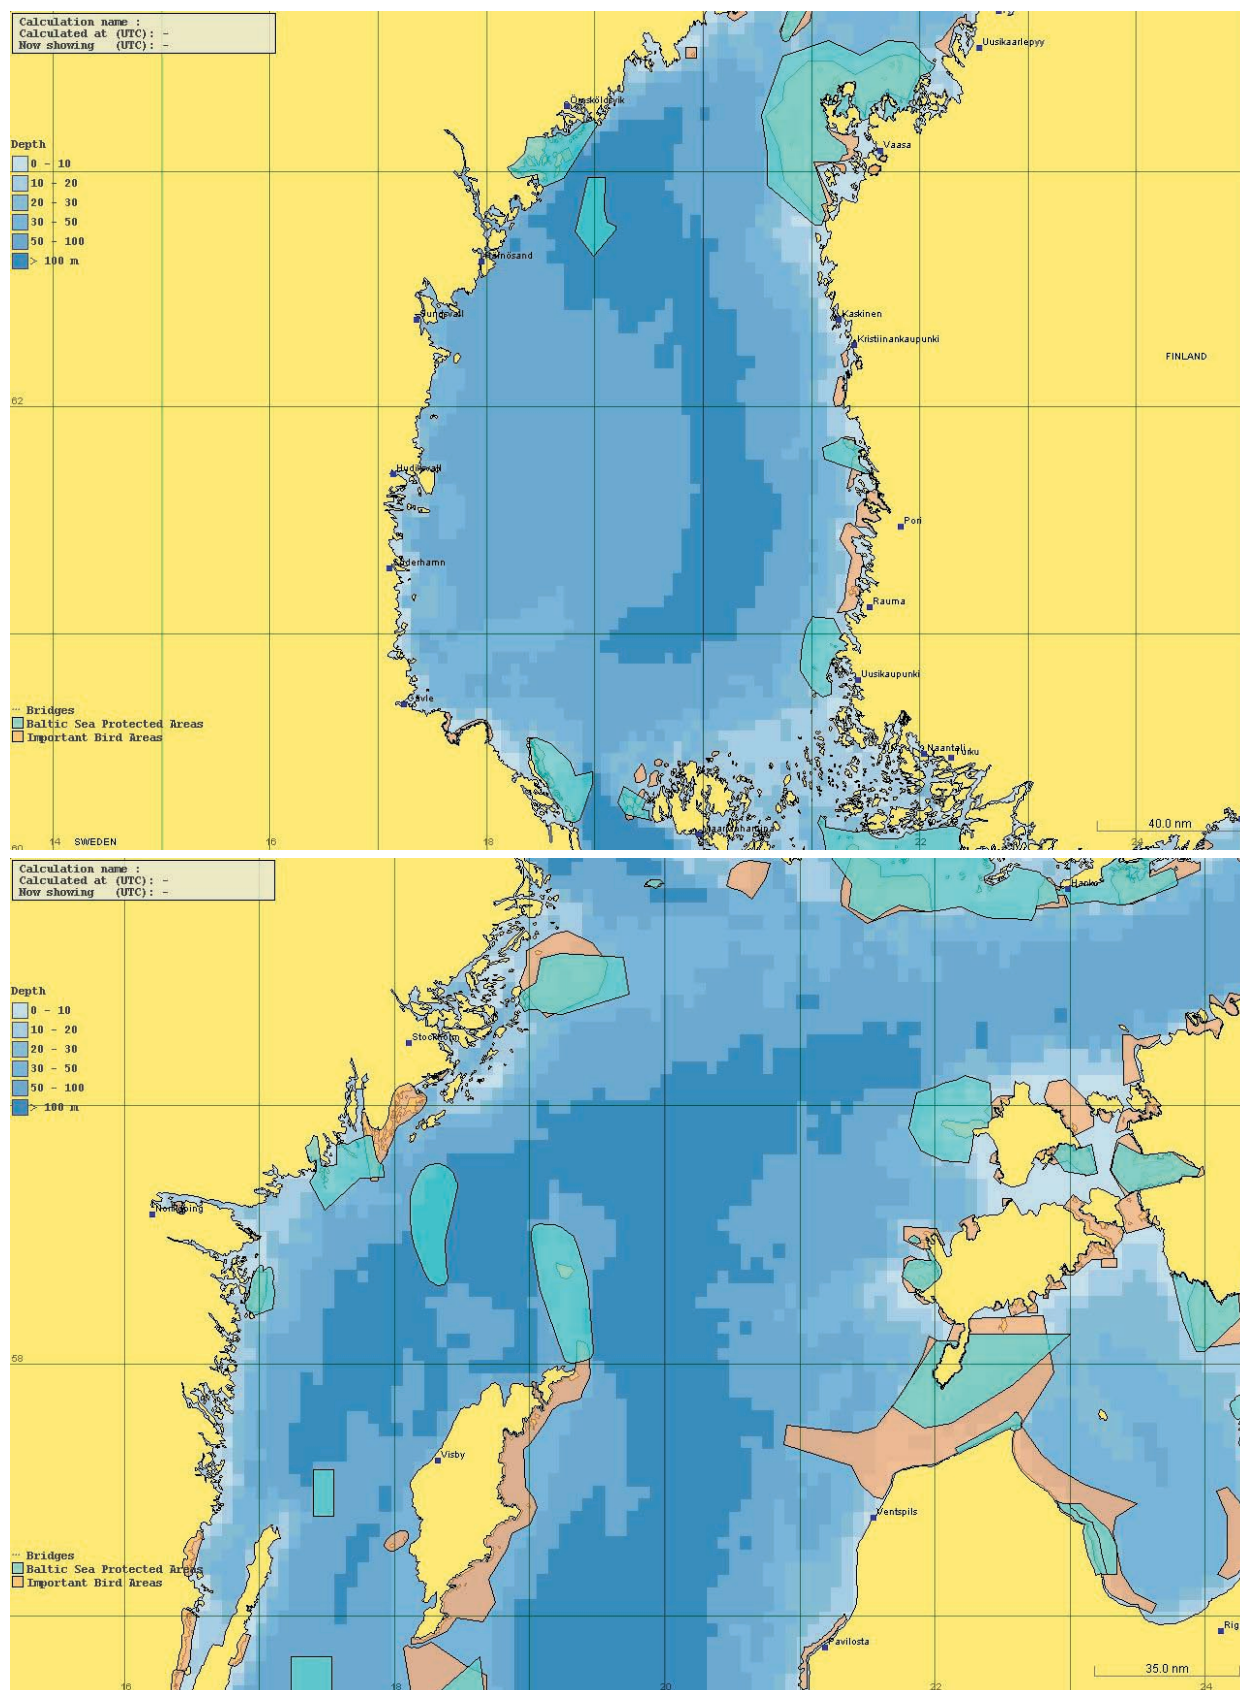 Calculation name :
Calculated at (UTC): -
Now showing (UTC): -
Uusikaarlepyy
Örnsköldsvik
Depth
0 - 10
10 - 20
20 - 30
30 - 50
50 - 100
> 100 m
Vaasa
Härnösand
Sundsvall
Kaskinen
Kristiinankaupunki
FINLAND
62
Hudiksvall
Pori
Söderhamn
Rauma
Uusikaupunki
Gävle
Bridges
Baltic Sea Protected Areas
Important Bird Areas
Naantali
Turku
Maarianhamina
40.0 nm
60
14
SWEDEN
16
18
22
24
Calculation name :
Calculated at (UTC): -
Now showing (UTC): -
Hanko
Depth
0 - 10
10 - 20
20 - 30
30 - 50
50 - 100
> 100 m
Stockholm
Norrköping
58
Visby
Ventspils
Bridges
Baltic Sea Protected Areas
Important Bird Areas
Rig
Pavilosta
35.0 nm
16
18
20
22
24